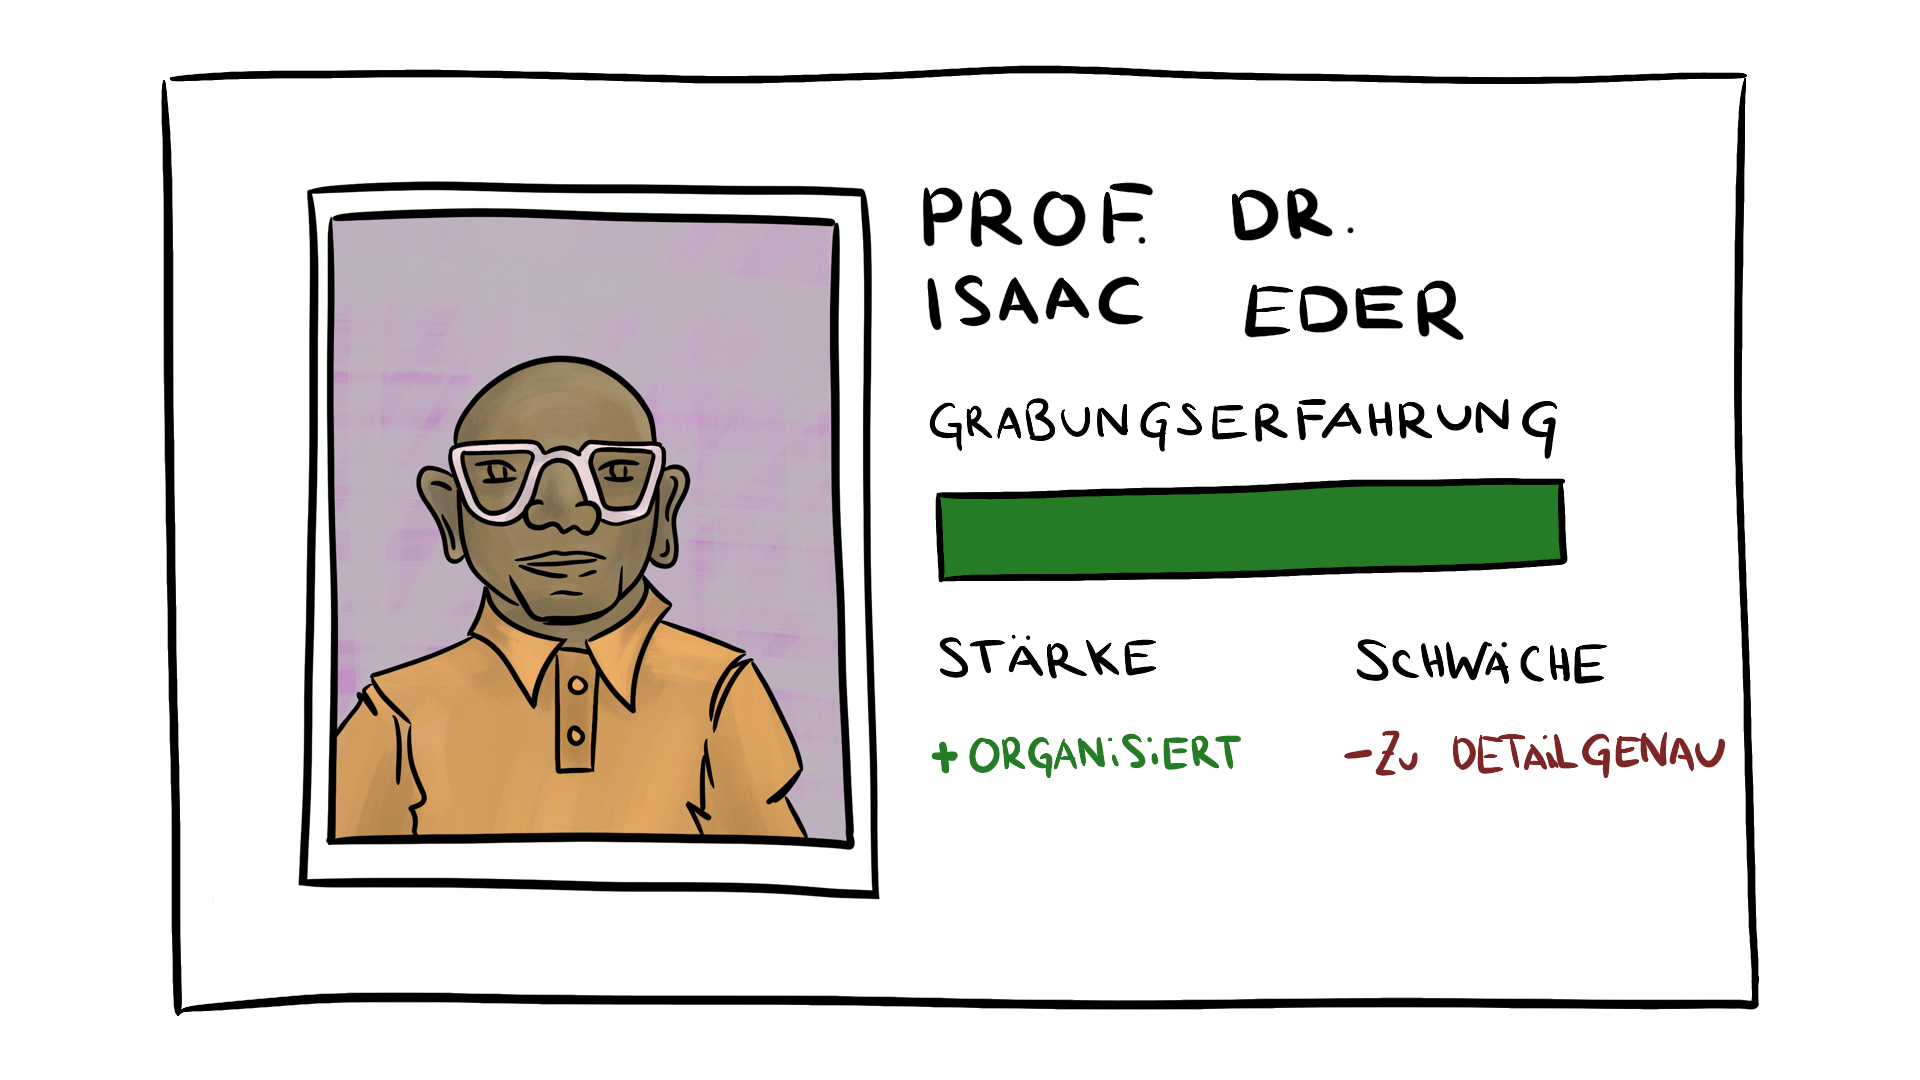 PROF. DR.
ISAAC EDER
GRABUNGSERFAHRUNG
STÄRKE SCHWÄCHE
+ ORGANiSiERT - Zu DETAiLGENAU